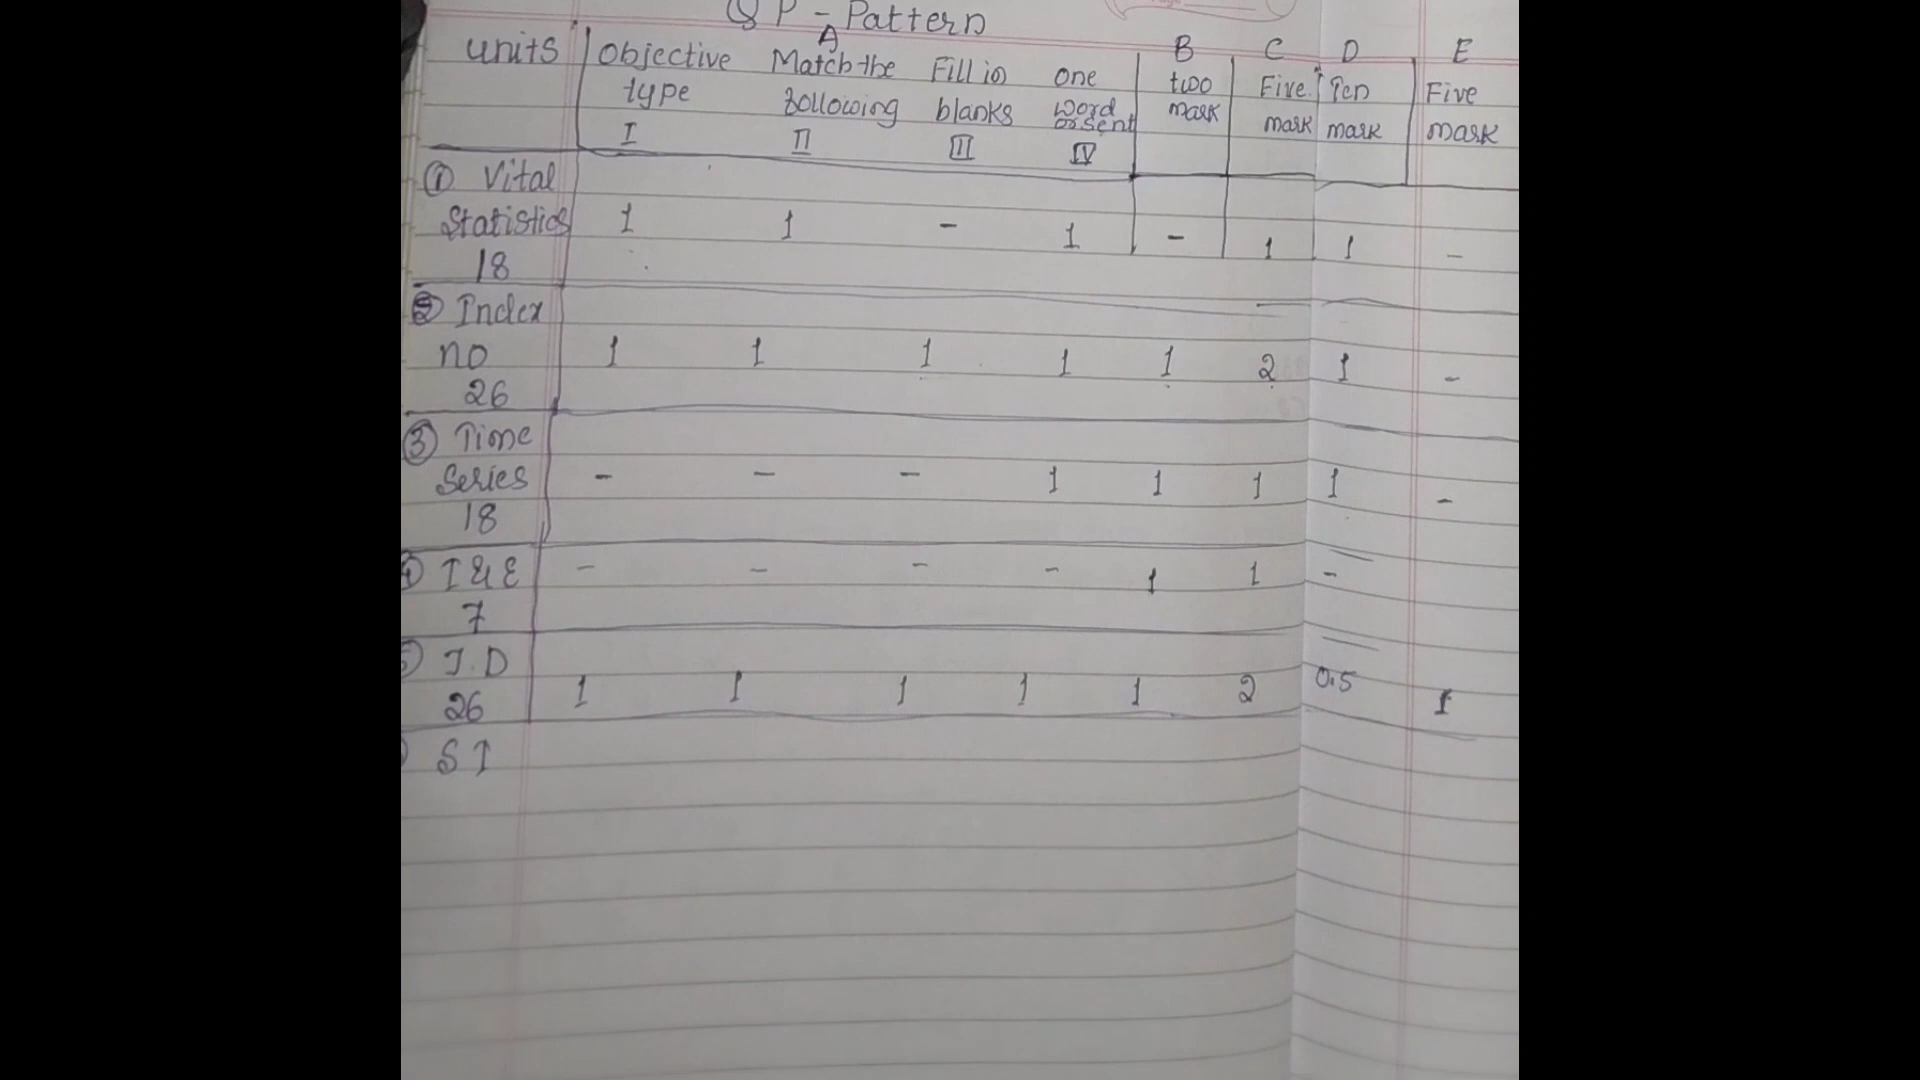 QP - Pattern
A B C D E
units Objective Match the Fill in one two Five Ten Five
type following blanks word or sent mark mark mark mark
I II III IV
① Vital
Statistics 1 1 - 1 - 1 1 -
18
② Index
no 1 1 1 1 1 2 1 -
26
③ Time
Series - - - 1 1 1 1 -
18
I & E - - - - 1 1 -
7
I.D
26 1 1 1 1 1 2 0.5 1
S I